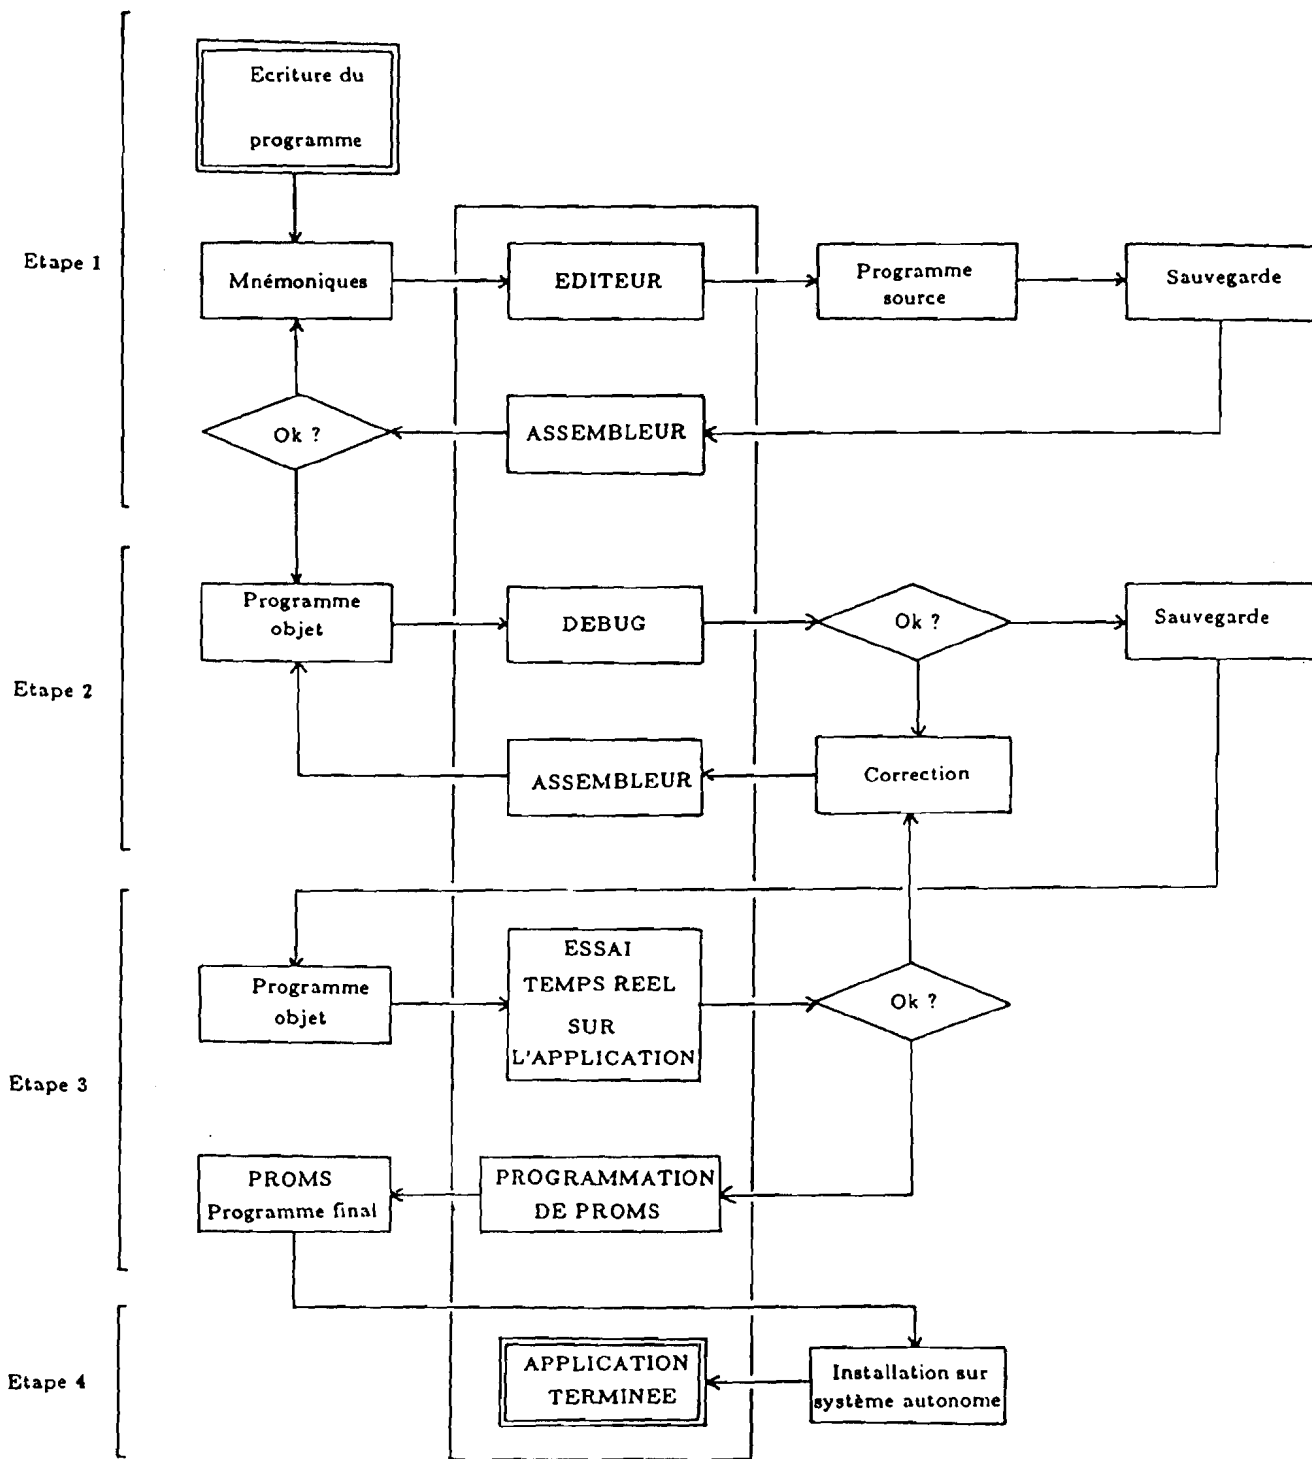 Ecriture du
programme
Etape 1
Mnémoniques
EDITEUR
Programme
source
Sauvegarde
Ok ?
ASSEMBLEUR
Etape 2
Programme
objet
DEBUG
Ok ?
Sauvegarde
ASSEMBLEUR
Correction
Etape 3
Programme
objet
ESSAI
TEMPS REEL
SUR
L'APPLICATION
Ok ?
PROMS
Programme final
PROGRAMMATION
DE PROMS
Etape 4
APPLICATION
TERMINEE
Installation sur
système autonome